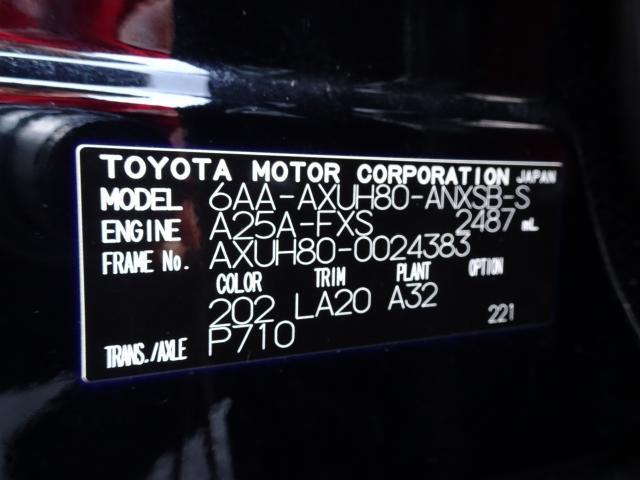 TOYOTA MOTOR CORPORATION JAPAN
MODEL 6AA-AXUH80-ANXSB-S
ENGINE A25A-FXS 2487 mL
FRAME No. AXUH80-0024383
COLOR TRIM PLANT OPTION
202 LA20 A32 221
TRANS./AXLE P710